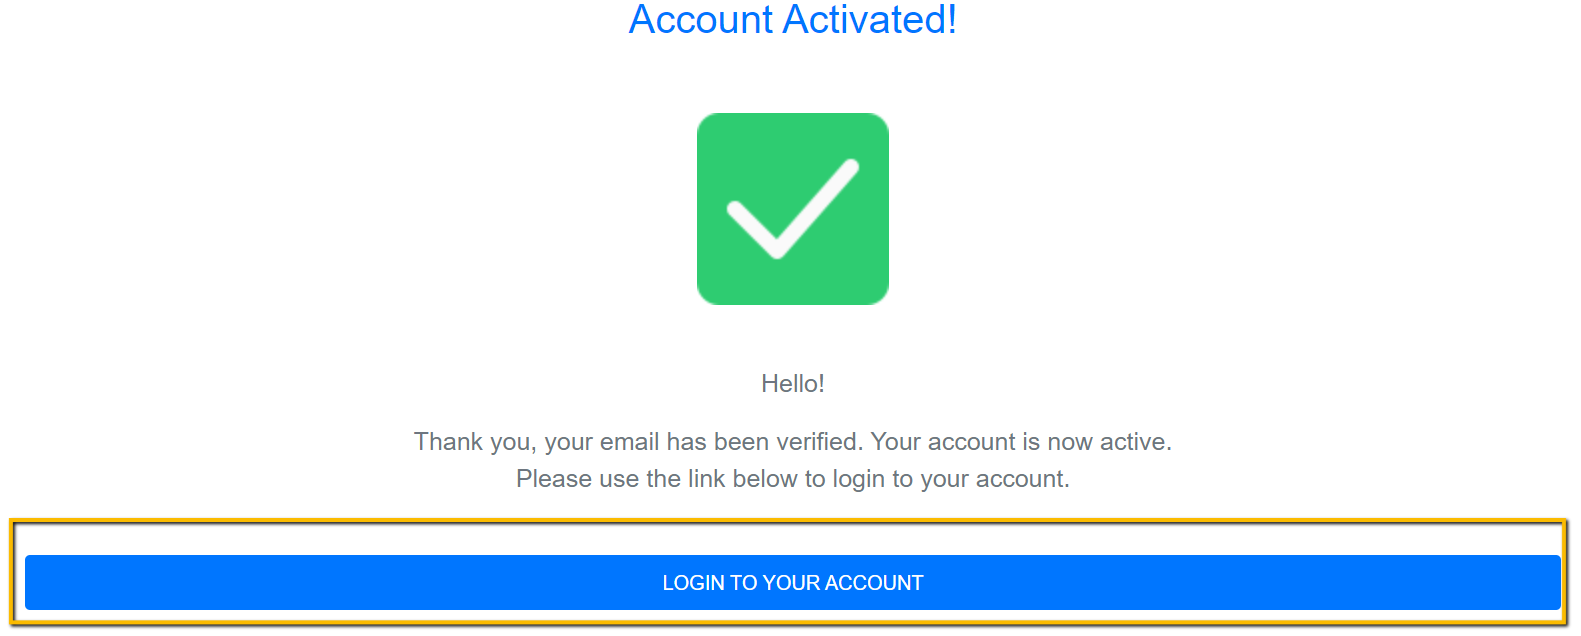 Account Activated!
Hello!
Thank you, your email has been verified. Your account is now active.
Please use the link below to login to your account.
LOGIN TO YOUR ACCOUNT